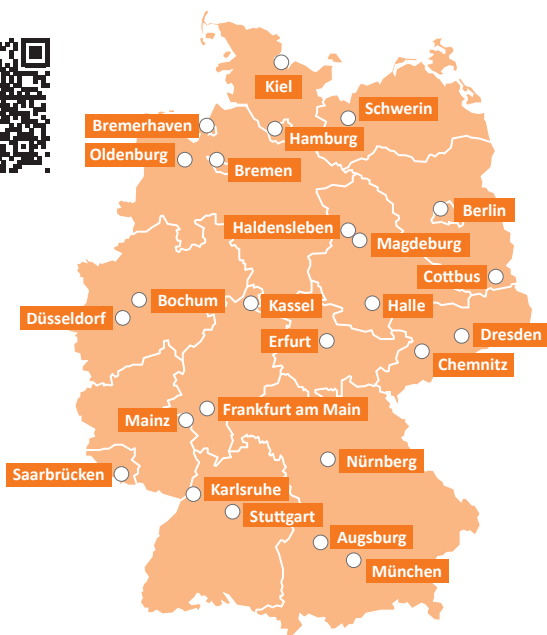 Kiel
Schwerin
Bremerhaven
Hamburg
Oldenburg
Bremen
Berlin
Haldensleben
Magdeburg
Cottbus
Bochum
Kassel
Halle
Düsseldorf
Erfurt
Dresden
Chemnitz
Frankfurt am Main
Mainz
Nürnberg
Saarbrücken
Karlsruhe
Stuttgart
Augsburg
München